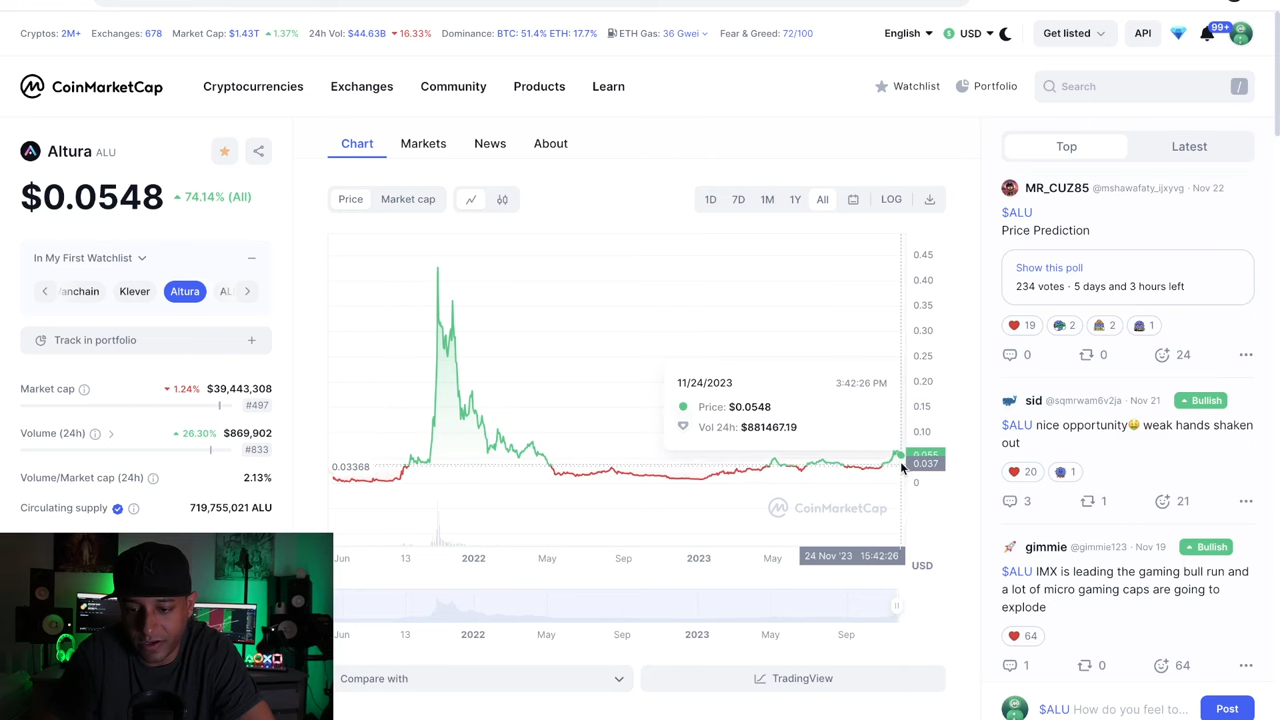 Cryptos: 2M+ Exchanges: 678 Market Cap: $1.43T 1.37% 24h Vol: $44.63B 16.33% Dominance: BTC: 51.4% ETH: 17.7% ETH Gas: 36 Gwei Fear & Greed: 72/100
English USD Get listed API 99+
CoinMarketCap Cryptocurrencies Exchanges Community Products Learn Watchlist Portfolio Search /
Altura ALU
$0.0548 74.14% (All)
In My First Watchlist
anchain Klever Altura AL
Track in portfolio +
Market cap 1.24% $39,443,308
#497
Volume (24h) 26.30% $869,902
#833
Volume/Market cap (24h) 2.13%
Circulating supply 719,755,021 ALU
Chart Markets News About
Price Market cap 1D 7D 1M 1Y All LOG
0.45
0.40
0.35
0.30
0.25
0.20
0.15
0.10
0.055
0.037
0
11/24/2023 3:42:26 PM
Price: $0.0548
Vol 24h: $881467.19
0.03368
CoinMarketCap
Jun 13 2022 May Sep 2023 May 24 Nov '23 15:42:26
USD
Jun 13 2022 May Sep 2023 May Sep
Compare with TradingView
Top Latest
MR_CUZ85 @mshawafaty_ijxyvg · Nov 22
$ALU
Price Prediction
Show this poll
234 votes · 5 days and 3 hours left
19 2 2 1
0 0 24
sid @sqmrwam6v2ja · Nov 21 Bullish
$ALU nice opportunity🤑 weak hands shaken
out
20 1
3 1 21
gimmie @gimmie123 · Nov 19 Bullish
$ALU IMX is leading the gaming bull run and
a lot of micro gaming caps are going to
explode
64
1 0 64
$ALU How do you feel to... Post